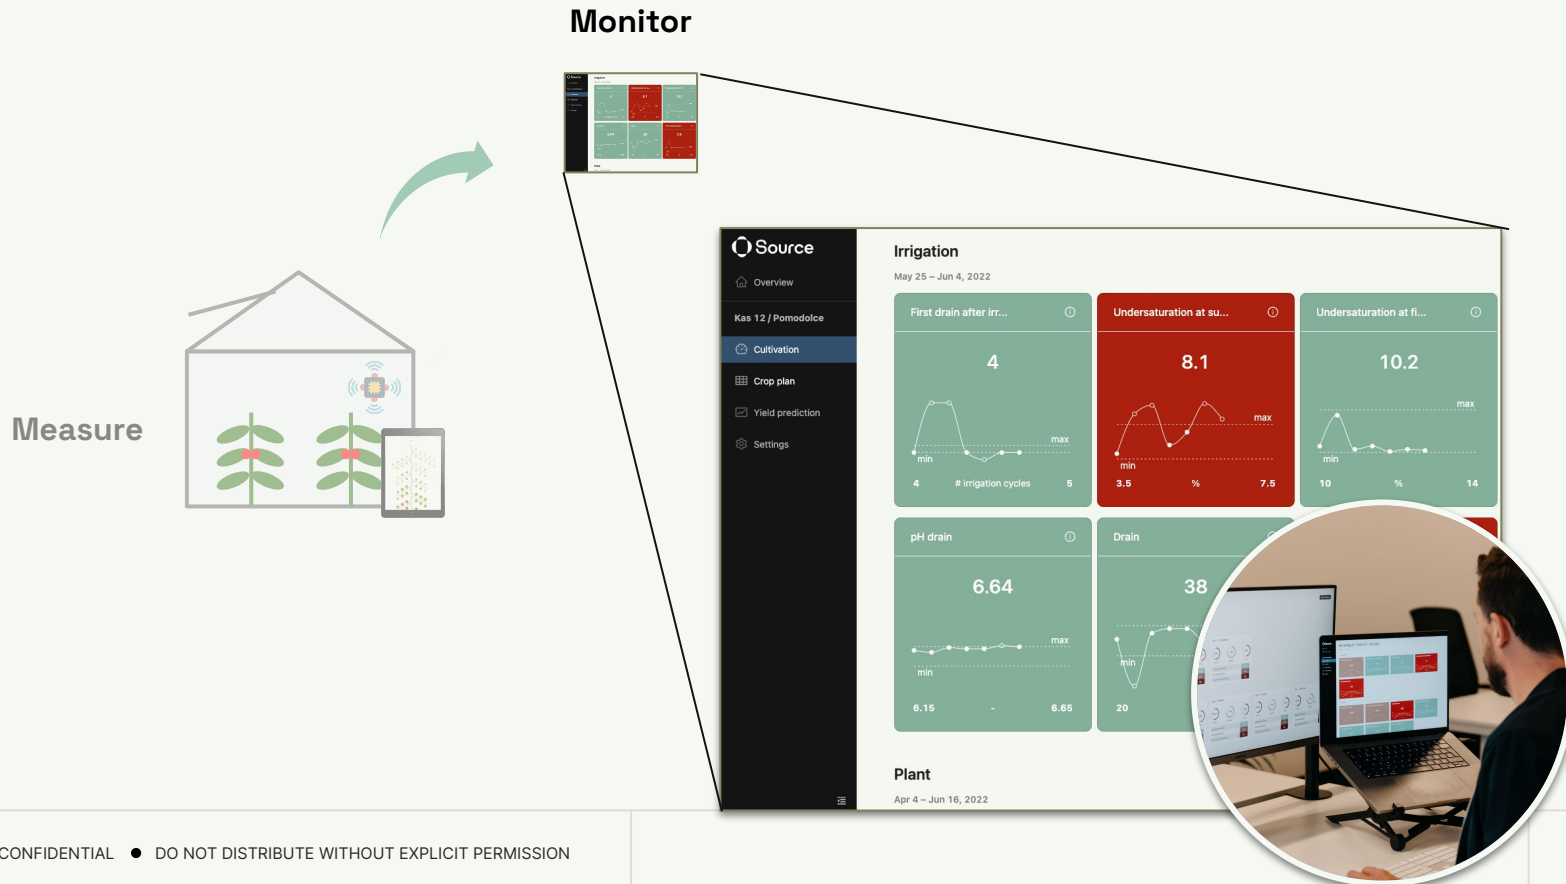 Monitor
Measure
Source
Overview
Kas 12 / Pomodolce
Cultivation
Crop plan
Yield prediction
Settings
Irrigation
May 25 – Jun 4, 2022
First drain after irr...
4
max
min
4 # irrigation cycles 5
Undersaturation at su...
8.1
max
min
3.5 % 7.5
Undersaturation at fi...
10.2
max
min
10 % 14
pH drain
6.64
max
min
6.15 - 6.65
Drain
38
min
20
Plant
Apr 4 – Jun 16, 2022
CONFIDENTIAL ● DO NOT DISTRIBUTE WITHOUT EXPLICIT PERMISSION